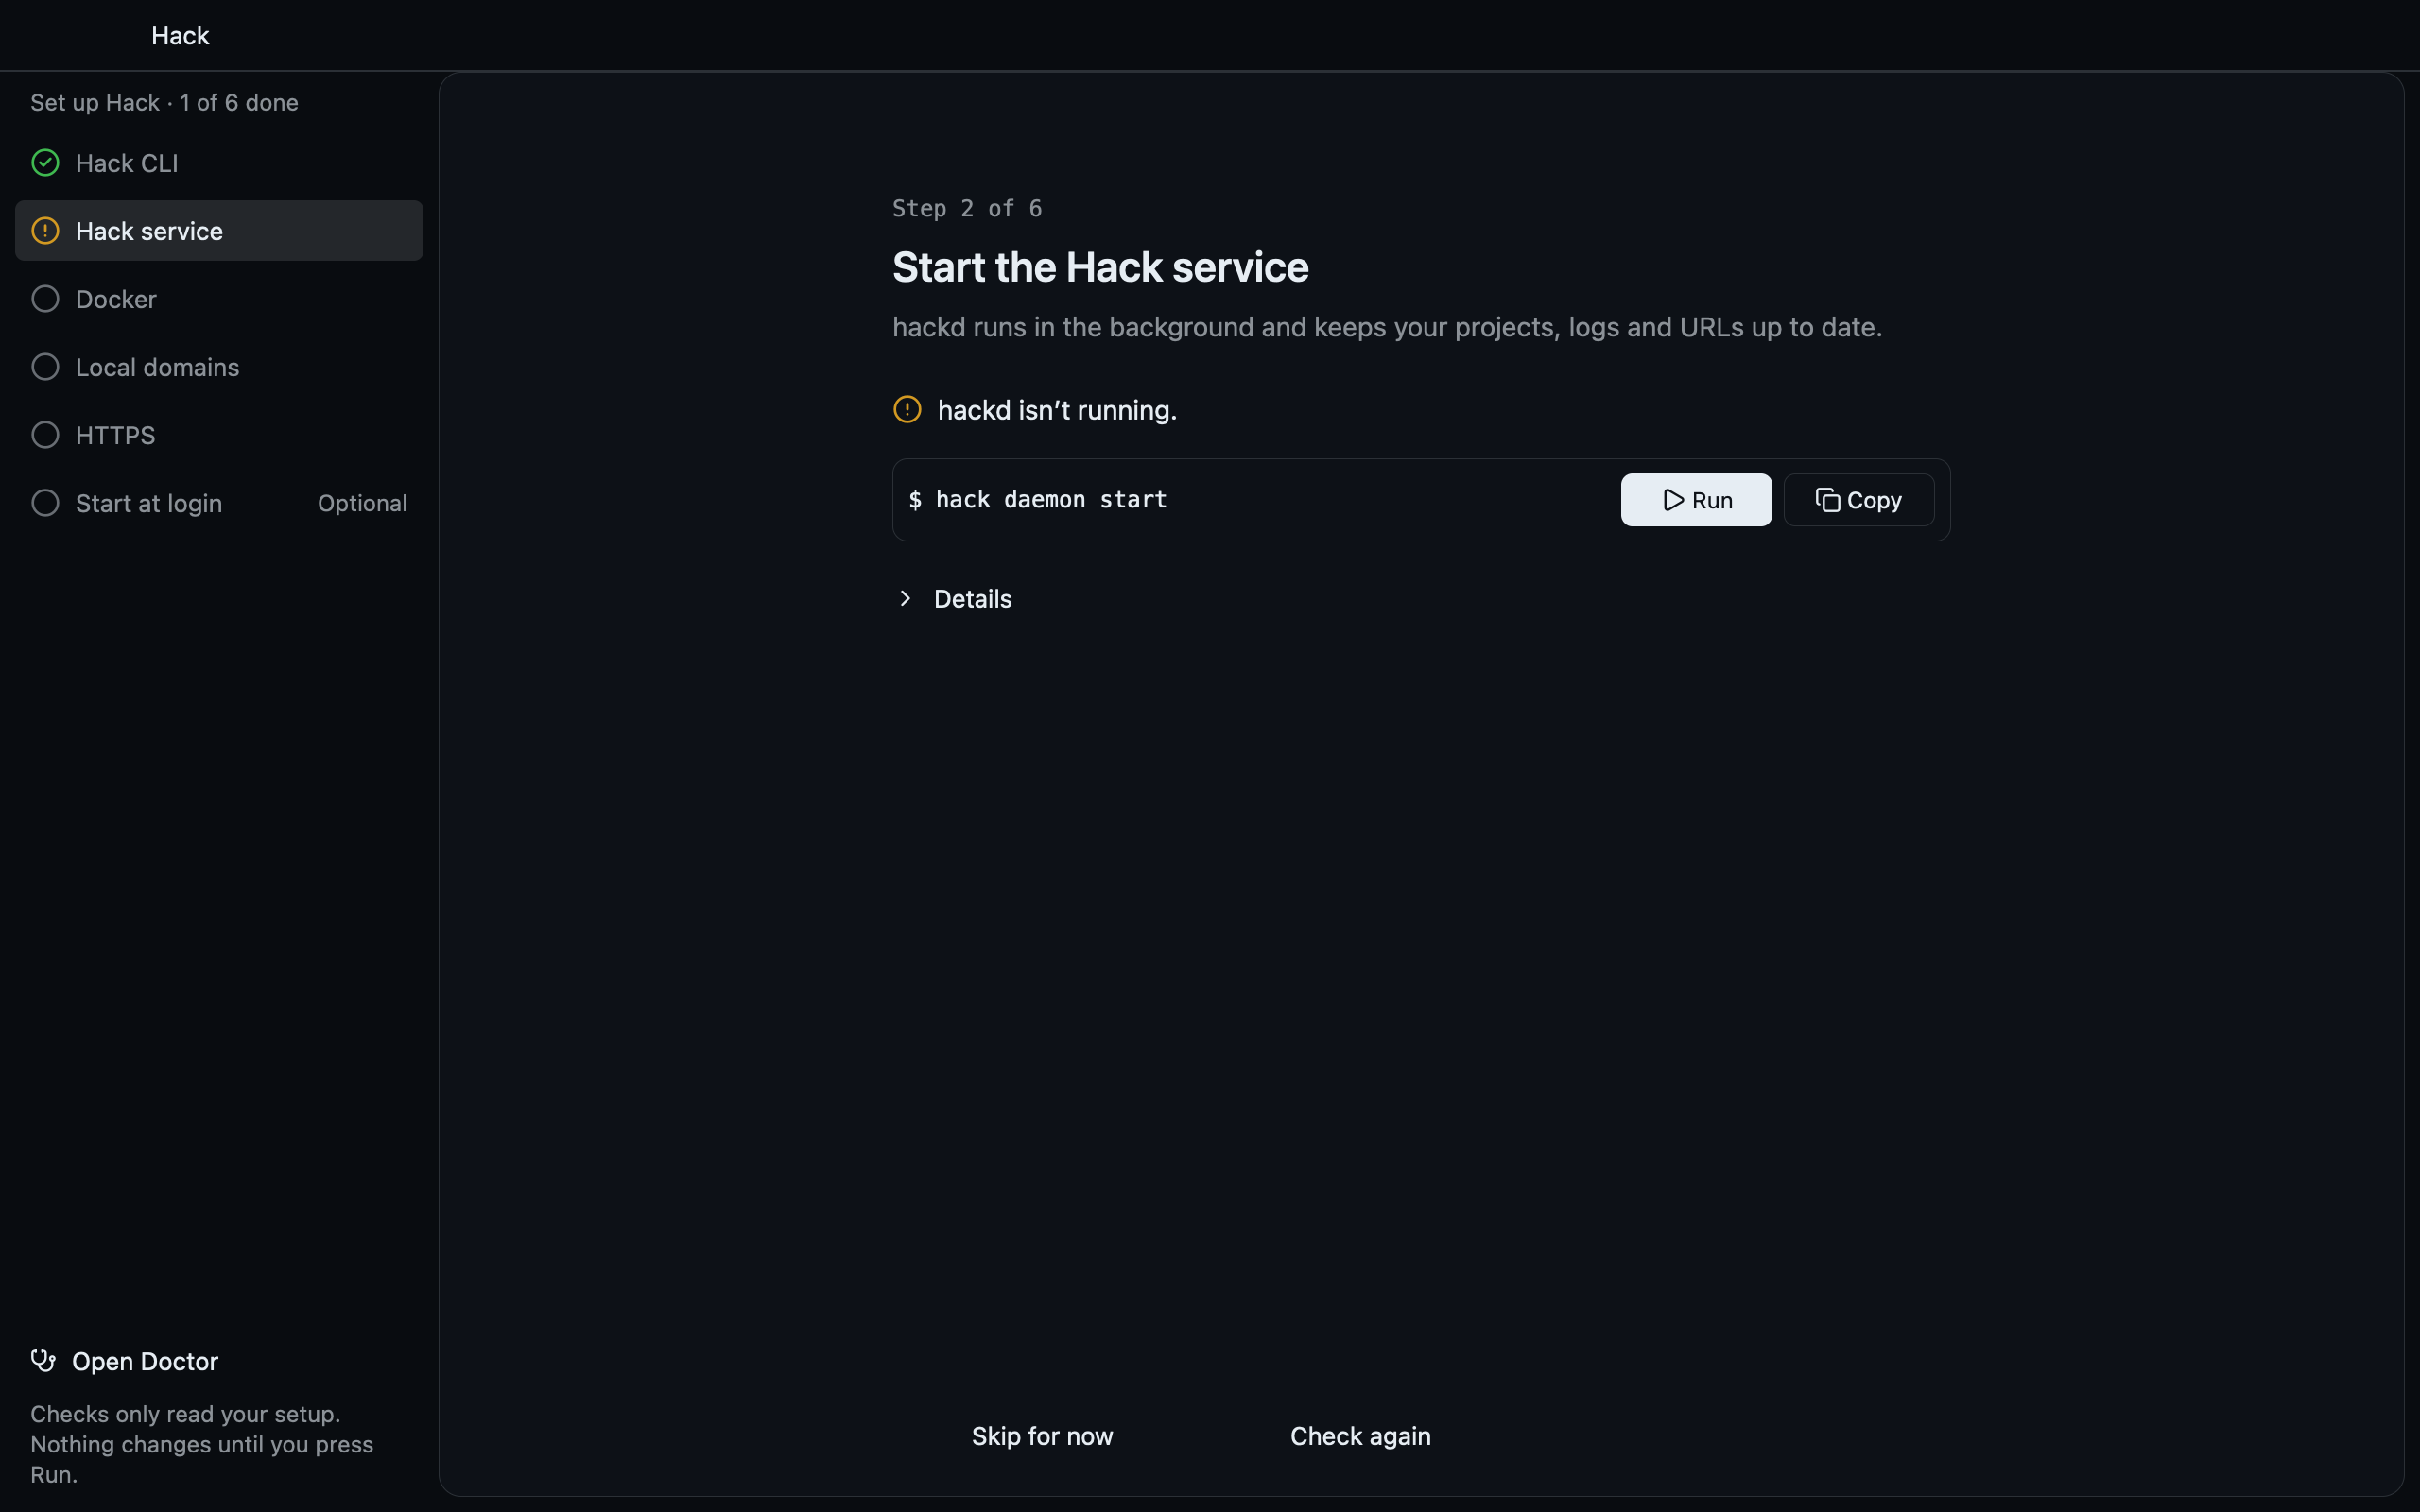 Hack
Set up Hack · 1 of 6 done
Hack CLI
Hack service
Docker
Local domains
HTTPS
Start at login Optional
Open Doctor
Checks only read your setup.
Nothing changes until you press
Run.
Step 2 of 6
Start the Hack service
hackd runs in the background and keeps your projects, logs and URLs up to date.
hackd isn’t running.
$ hack daemon start
Run
Copy
Details
Skip for now
Check again